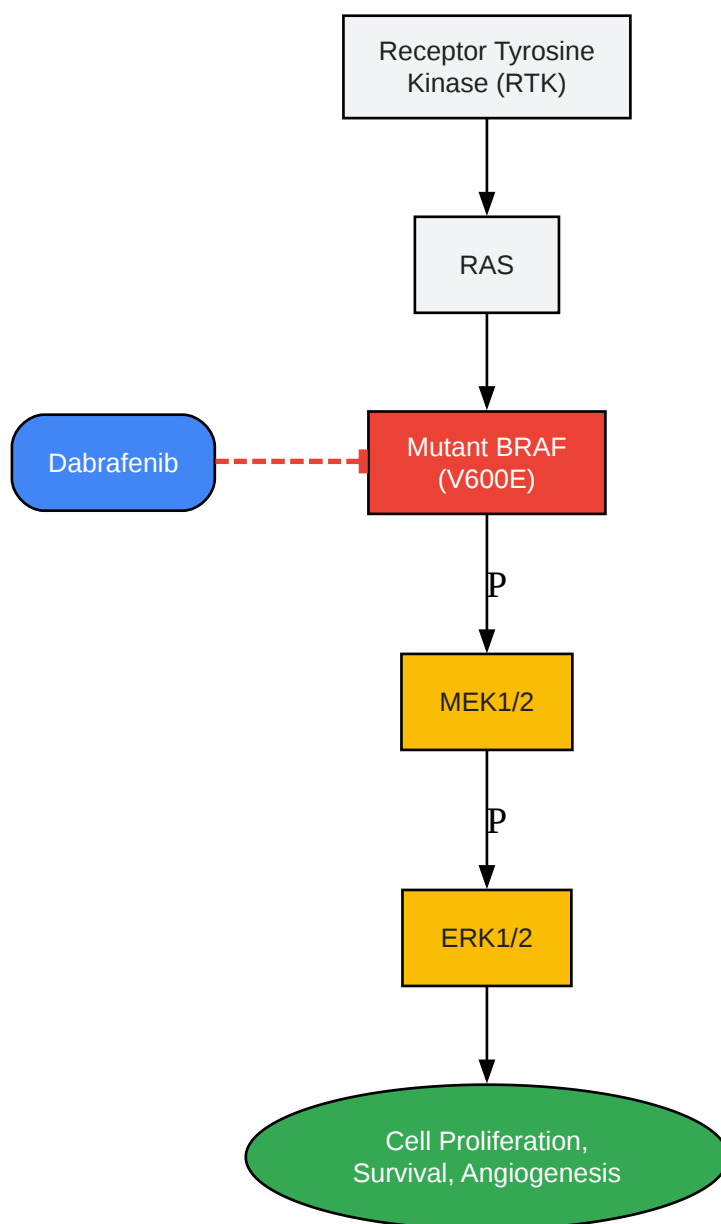 Receptor Tyrosine
Kinase (RTK)
RAS
Dabrafenib
Mutant BRAF
(V600E)
P
MEK1/2
P
ERK1/2
Cell Proliferation,
Survival, Angiogenesis